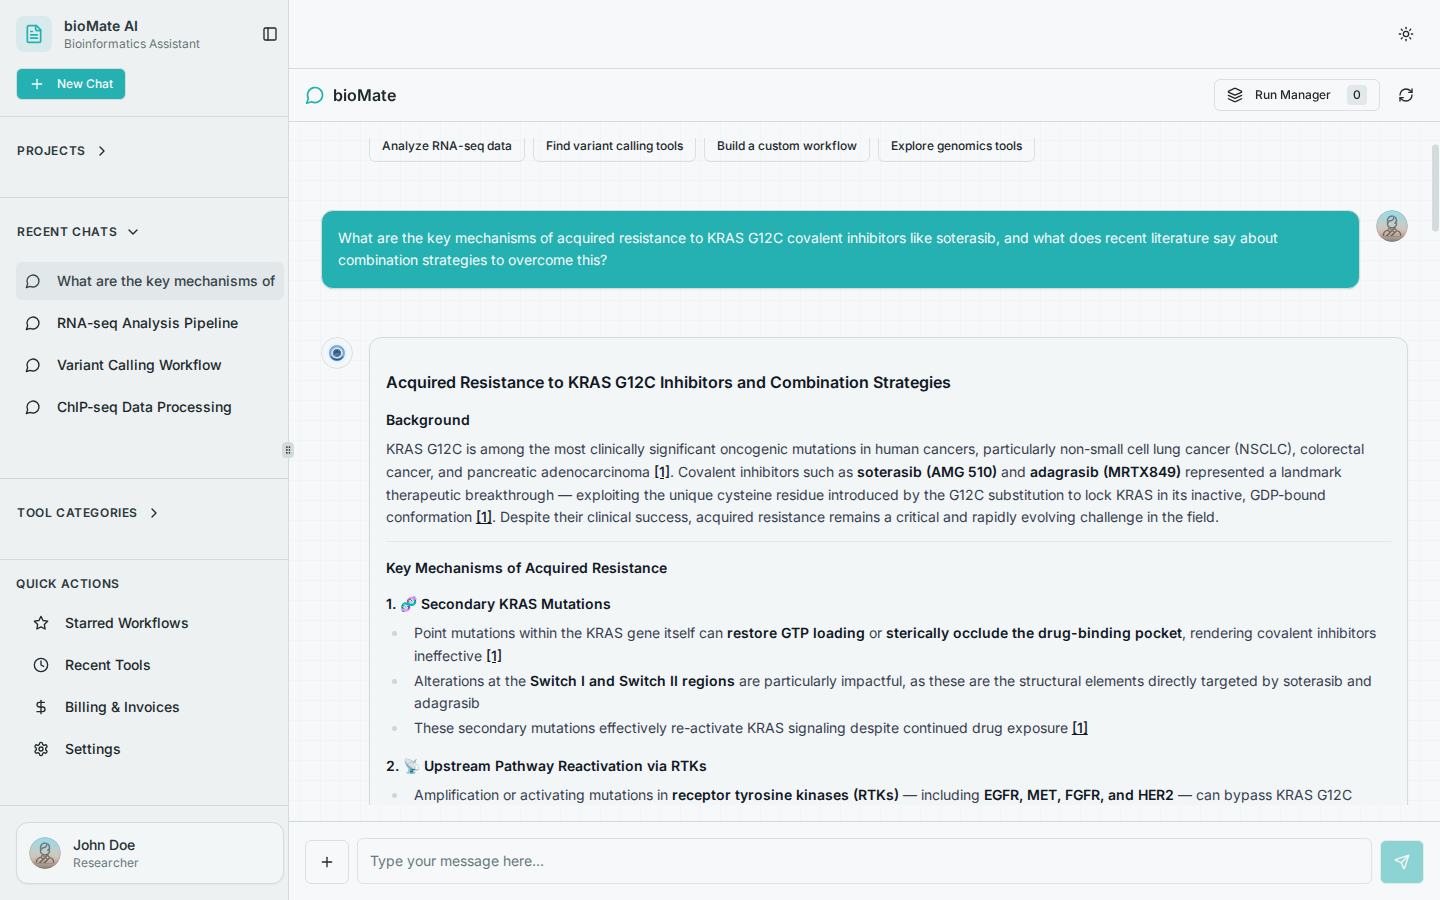 bioMate AI
Bioinformatics Assistant
New Chat
PROJECTS
RECENT CHATS
What are the key mechanisms of
RNA-seq Analysis Pipeline
Variant Calling Workflow
ChIP-seq Data Processing
TOOL CATEGORIES
QUICK ACTIONS
Starred Workflows
Recent Tools
Billing & Invoices
Settings
John Doe
Researcher
bioMate
Run Manager 0
Analyze RNA-seq data
Find variant calling tools
Build a custom workflow
Explore genomics tools
What are the key mechanisms of acquired resistance to KRAS G12C covalent inhibitors like soterasib, and what does recent literature say about
combination strategies to overcome this?
Acquired Resistance to KRAS G12C Inhibitors and Combination Strategies
Background
KRAS G12C is among the most clinically significant oncogenic mutations in human cancers, particularly non-small cell lung cancer (NSCLC), colorectal
cancer, and pancreatic adenocarcinoma [1]. Covalent inhibitors such as soterasib (AMG 510) and adagrasib (MRTX849) represented a landmark
therapeutic breakthrough — exploiting the unique cysteine residue introduced by the G12C substitution to lock KRAS in its inactive, GDP-bound
conformation [1]. Despite their clinical success, acquired resistance remains a critical and rapidly evolving challenge in the field.
Key Mechanisms of Acquired Resistance
1. 🧬 Secondary KRAS Mutations
Point mutations within the KRAS gene itself can restore GTP loading or sterically occlude the drug-binding pocket, rendering covalent inhibitors
ineffective [1]
Alterations at the Switch I and Switch II regions are particularly impactful, as these are the structural elements directly targeted by soterasib and
adagrasib
These secondary mutations effectively re-activate KRAS signaling despite continued drug exposure [1]
2. 📡 Upstream Pathway Reactivation via RTKs
Amplification or activating mutations in receptor tyrosine kinases (RTKs) — including EGFR, MET, FGFR, and HER2 — can bypass KRAS G12C
Type your message here...